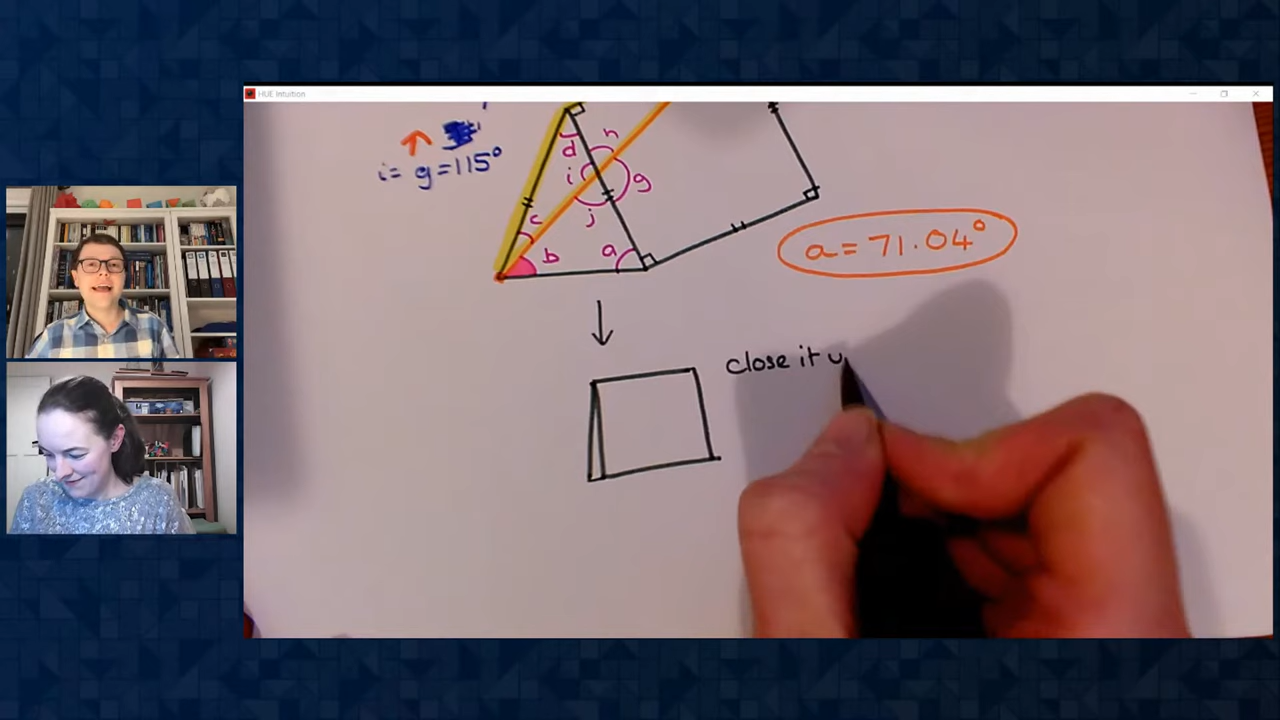 HUE Intuition
i = g = 115°
d
h
i
g
c
j
b
a
a = 71.04°
close it u